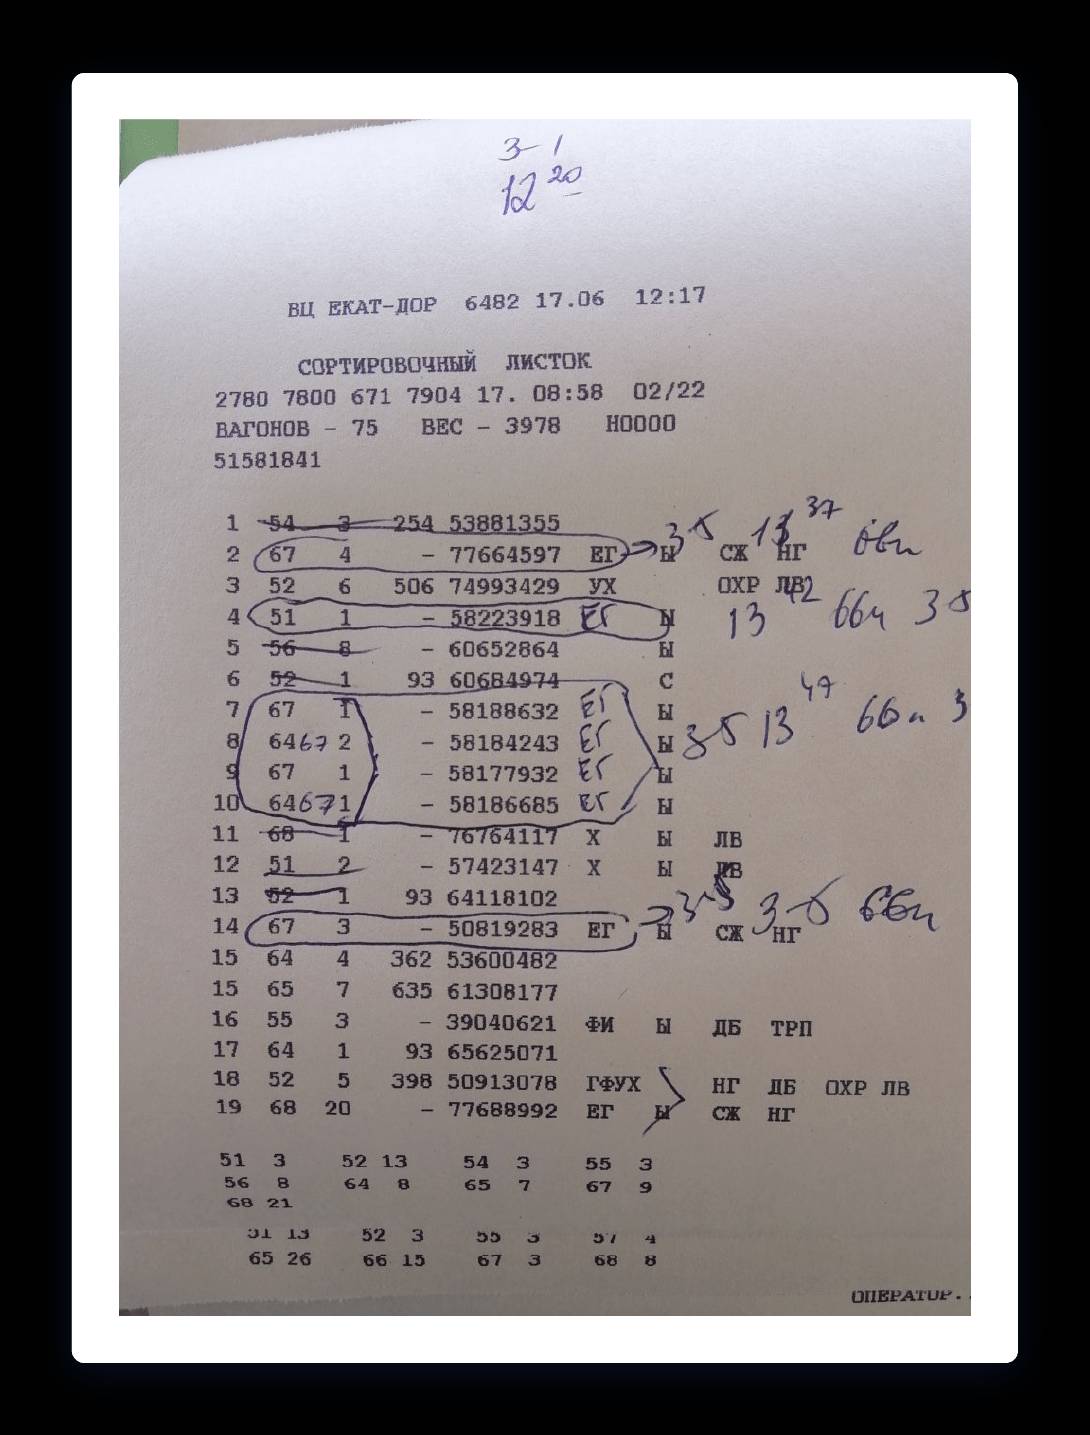 3-1
12 20
ВЦ ЕКАТ-ДОР 6482 17.06 12:17
СОРТИРОВОЧНЫЙ ЛИСТОК
2780 7800 671 7904 17. 08:58 02/22
ВАГОНОВ - 75 ВЕС - 3978 Н0000
51581841
1 54 3 254 53881355
2 67 4 - 77664597 ЕГ Ы СЖ НГ 37
3 52 6 506 74993429 УХ ОХР ЛВ
4 51 1 - 58223918 ЕГ Ы 13 42
5 56 8 - 60652864 Ы
6 52 1 93 60684974 С
7 67 1 - 58188632 ЕГ Ы
8 64 67 2 - 58184243 ЕГ Ы 13 47
9 67 1 - 58177932 ЕГ Ы
10 64 67 1 - 58186685 ЕГ Ы
11 68 1 - 76764117 Х Ы ЛВ
12 51 2 - 57423147 Х Ы ЛВ
13 52 1 93 64118102
14 67 3 - 50819283 ЕГ Ы СЖ НГ
15 64 4 362 53600482
15 65 7 635 61308177
16 55 3 - 39040621 ФИ Ы ДБ ТРП
17 64 1 93 65625071
18 52 5 398 50913078 ГФУХ НГ ДБ ОХР ЛВ
19 68 20 - 77688992 ЕГ Ы СЖ НГ
51 3 52 13 54 3 55 3
56 8 64 8 65 7 67 9
68 21
51 13 52 3 55 3 57 4
65 26 66 15 67 3 68 8
ОПЕРАТОР.